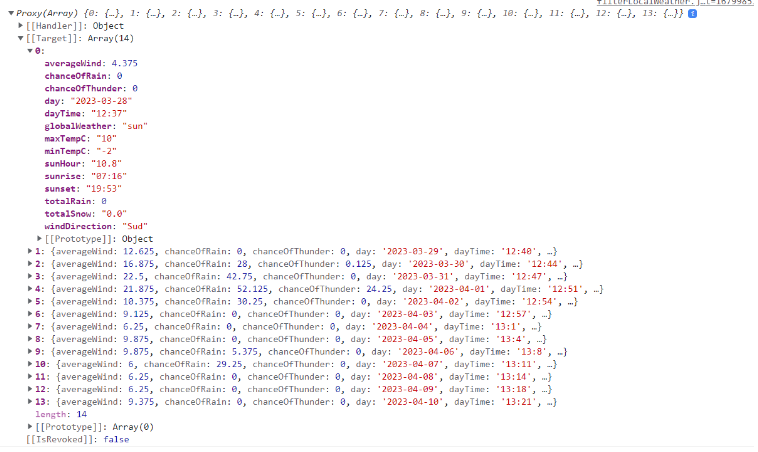 filterLocalWeather.j…t=1679985
Proxy(Array) {0: {…}, 1: {…}, 2: {…}, 3: {…}, 4: {…}, 5: {…}, 6: {…}, 7: {…}, 8: {…}, 9: {…}, 10: {…}, 11: {…}, 12: {…}, 13: {…}} i
[[Handler]]: Object
[[Target]]: Array(14)
0:
averageWind: 4.375
chanceOfRain: 0
chanceOfThunder: 0
day: "2023-03-28"
dayTime: "12:37"
globalWeather: "sun"
maxTempC: "10"
minTempC: "-2"
sunHour: "10.8"
sunrise: "07:16"
sunset: "19:53"
totalRain: 0
totalSnow: "0.0"
windDirection: "Sud"
[[Prototype]]: Object
1: {averageWind: 12.625, chanceOfRain: 0, chanceOfThunder: 0, day: '2023-03-29', dayTime: '12:40', …}
2: {averageWind: 16.875, chanceOfRain: 28, chanceOfThunder: 0.125, day: '2023-03-30', dayTime: '12:44', …}
3: {averageWind: 22.5, chanceOfRain: 42.75, chanceOfThunder: 0, day: '2023-03-31', dayTime: '12:47', …}
4: {averageWind: 21.875, chanceOfRain: 52.125, chanceOfThunder: 24.25, day: '2023-04-01', dayTime: '12:51', …}
5: {averageWind: 10.375, chanceOfRain: 30.25, chanceOfThunder: 0, day: '2023-04-02', dayTime: '12:54', …}
6: {averageWind: 9.125, chanceOfRain: 0, chanceOfThunder: 0, day: '2023-04-03', dayTime: '12:57', …}
7: {averageWind: 6.25, chanceOfRain: 0, chanceOfThunder: 0, day: '2023-04-04', dayTime: '13:1', …}
8: {averageWind: 9.875, chanceOfRain: 0, chanceOfThunder: 0, day: '2023-04-05', dayTime: '13:4', …}
9: {averageWind: 9.875, chanceOfRain: 5.375, chanceOfThunder: 0, day: '2023-04-06', dayTime: '13:8', …}
10: {averageWind: 6, chanceOfRain: 29.25, chanceOfThunder: 0, day: '2023-04-07', dayTime: '13:11', …}
11: {averageWind: 6.25, chanceOfRain: 0, chanceOfThunder: 0, day: '2023-04-08', dayTime: '13:14', …}
12: {averageWind: 6.25, chanceOfRain: 0, chanceOfThunder: 0, day: '2023-04-09', dayTime: '13:18', …}
13: {averageWind: 9.375, chanceOfRain: 0, chanceOfThunder: 0, day: '2023-04-10', dayTime: '13:21', …}
length: 14
[[Prototype]]: Array(0)
[[IsRevoked]]: false